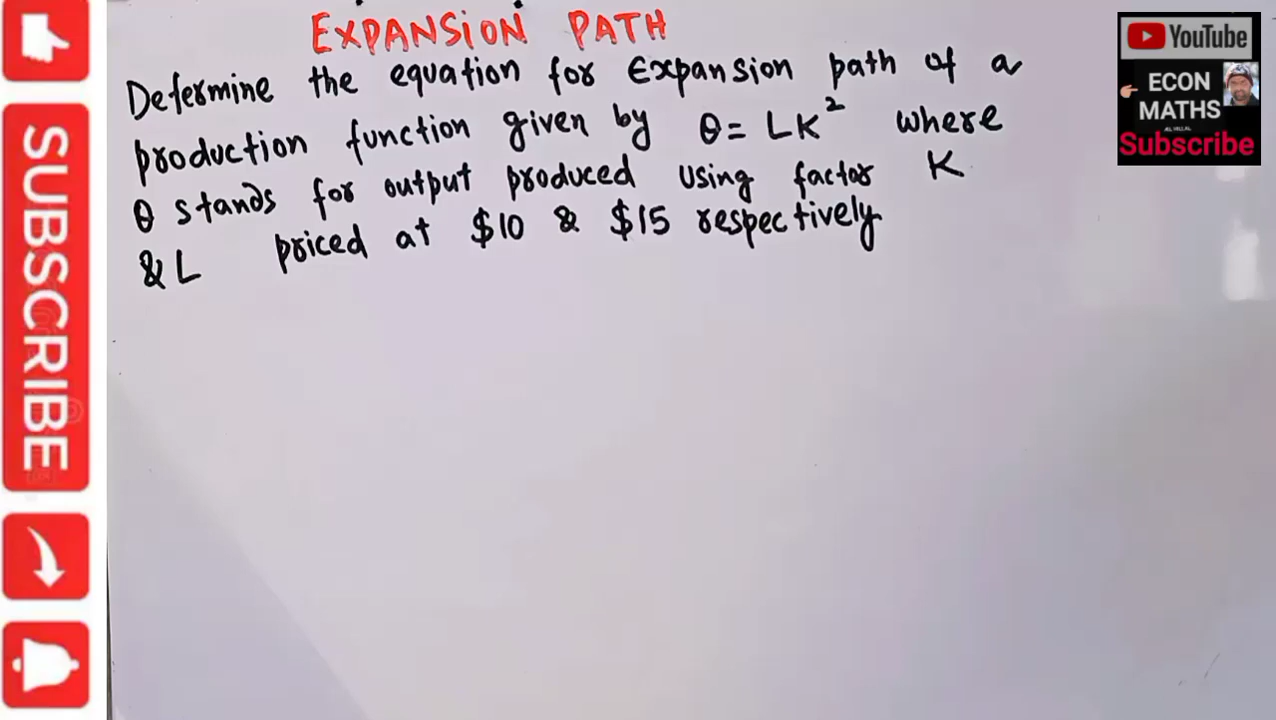 EXPANSION PATH
Determine the equation for Expansion path of a
production function given by θ = LK² where
θ stands for output produced using factor K
& L priced at $10 & $15 respectively
YouTube
ECON
MATHS
Subscribe
SUBSCRIBE